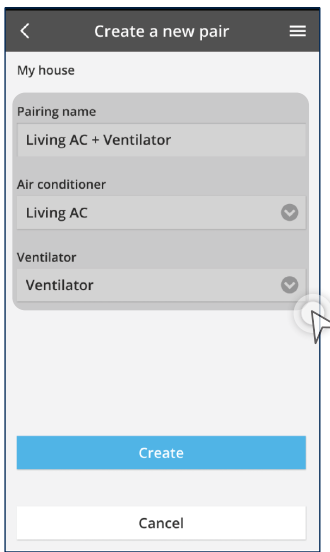 Create a new pair
My house
Pairing name
Living AC + Ventilator
Air conditioner
Living AC
Ventilator
Ventilator
Create
Cancel